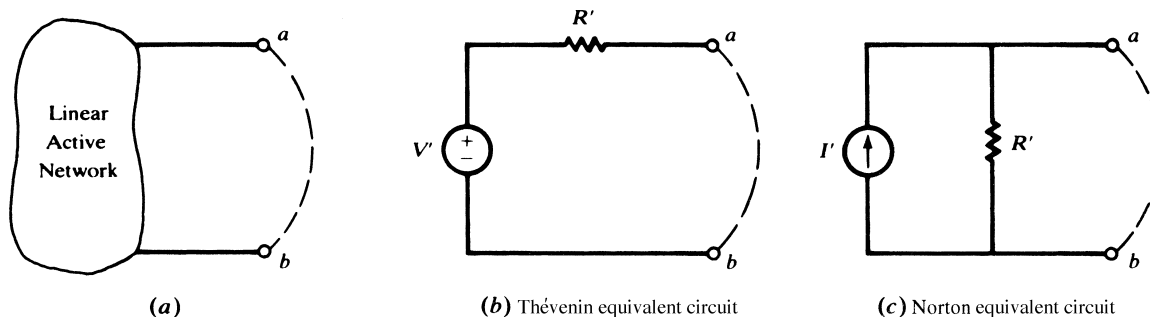 Linear
Active
Network
a
b
(a)
R'
V'
+
−
a
b
(b) Thévenin equivalent circuit
I'
R'
a
b
(c) Norton equivalent circuit